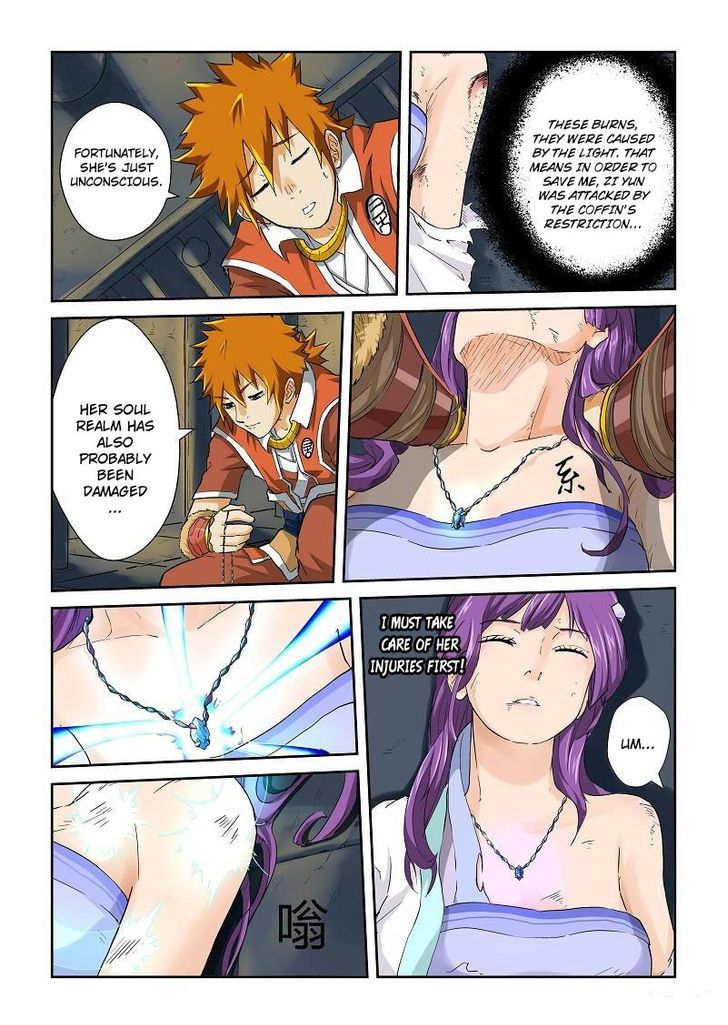 FORTUNATELY,
SHE'S JUST
UNCONSCIOUS.
THESE BURNS,
THEY WERE CAUSED
BY THE LIGHT. THAT
MEANS IN ORDER TO
SAVE ME, ZI YUN
WAS ATTACKED BY
THE COFFIN'S
RESTRICTION...
HER SOUL
REALM HAS
ALSO
PROBABLY
BEEN
DAMAGED
...
系
I MUST TAKE
CARE OF HER
INJURIES FIRST!
UM...
嗡